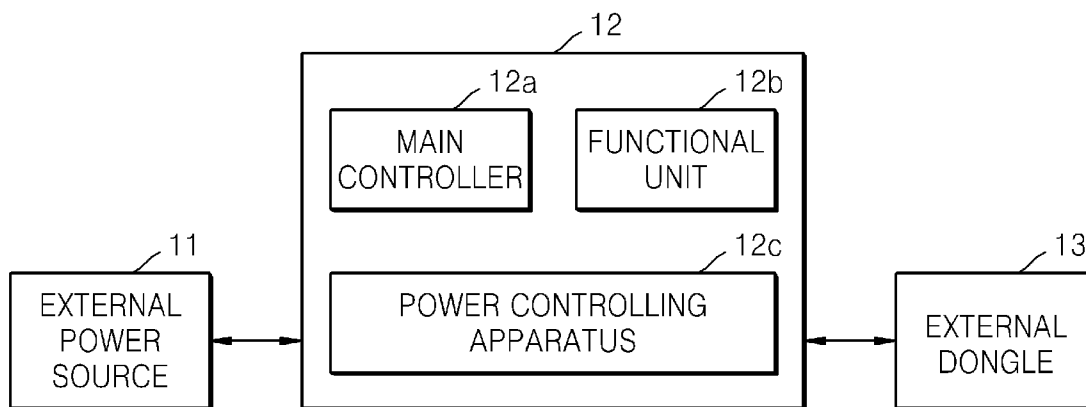 12
12a
12b
MAIN
CONTROLLER
FUNCTIONAL
UNIT
11
12c
13
EXTERNAL
POWER
SOURCE
POWER CONTROLLING
APPARATUS
EXTERNAL
DONGLE